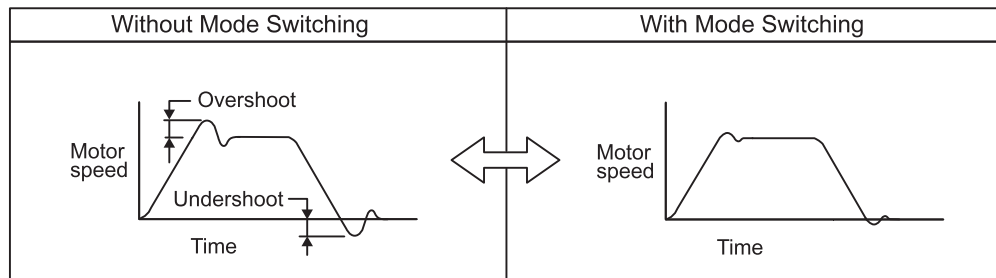 Without Mode Switching
With Mode Switching
Overshoot
Motor
speed
Undershoot
Time
Motor
speed
Time